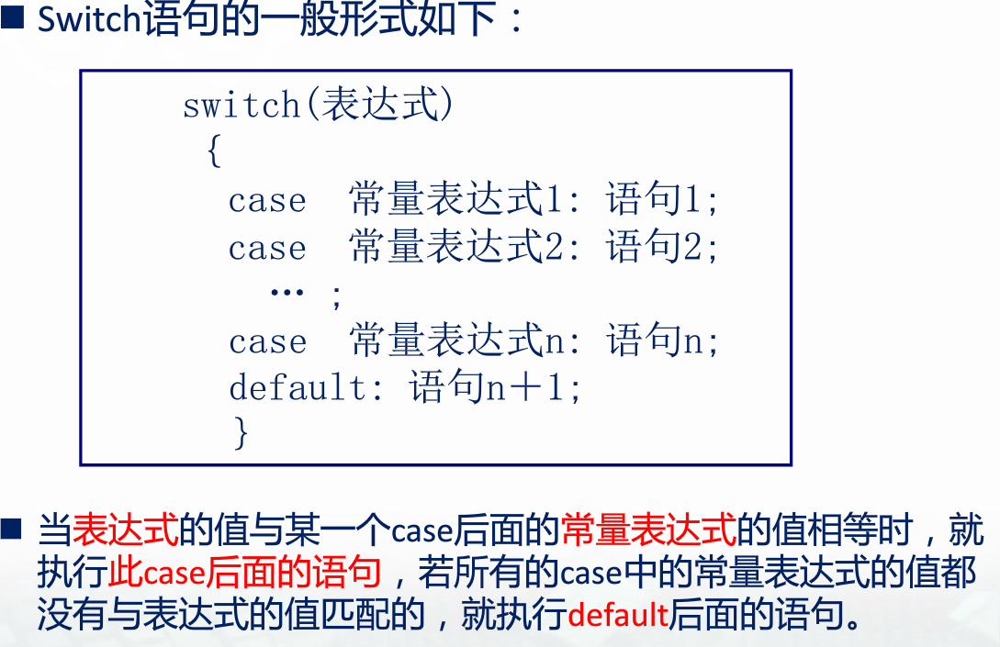 ■ Switch语句的一般形式如下：
switch(表达式)
{
case 常量表达式1: 语句1;
case 常量表达式2: 语句2;
… ;
case 常量表达式n: 语句n;
default: 语句n＋1;
}
■ 当表达式的值与某一个case后面的常量表达式的值相等时，就
执行此case后面的语句，若所有的case中的常量表达式的值都
没有与表达式的值匹配的，就执行default后面的语句。